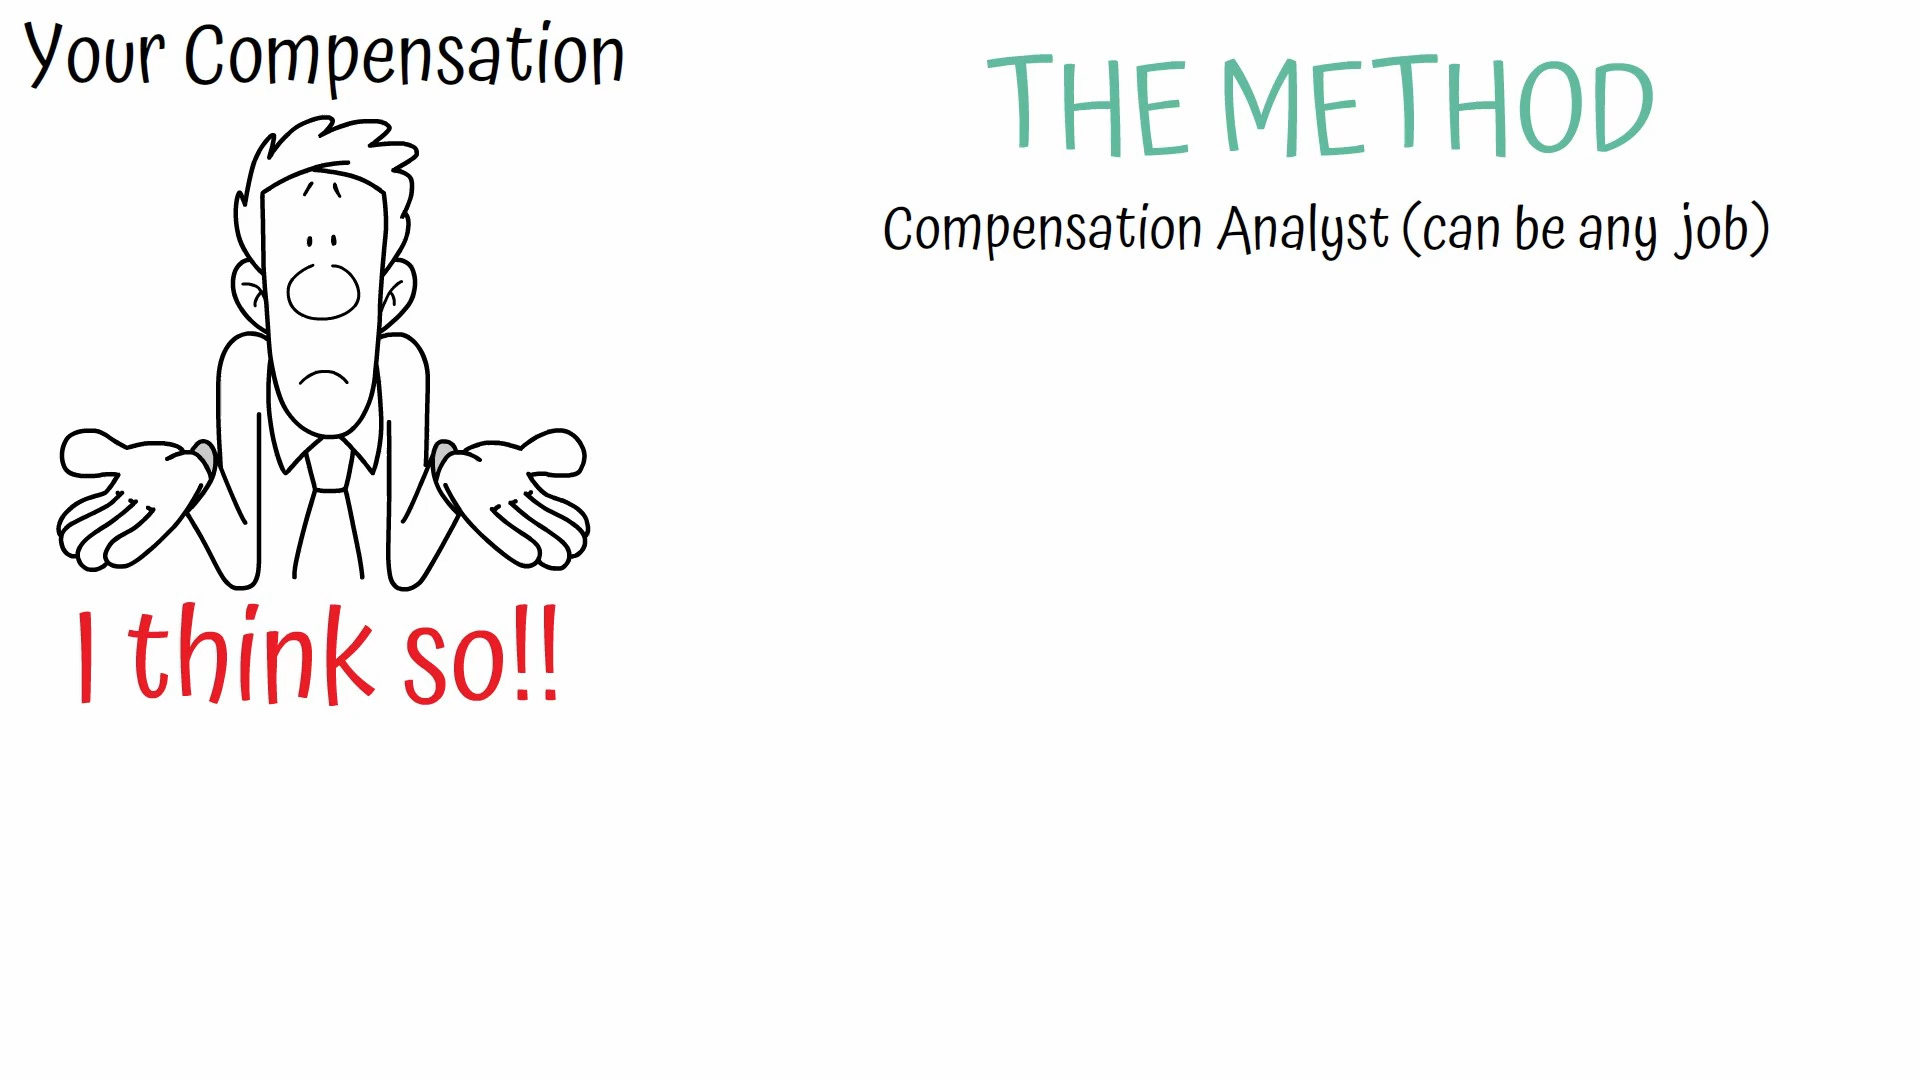 Your Compensation
I think so!!
THE METHOD
Compensation Analyst (can be any job)